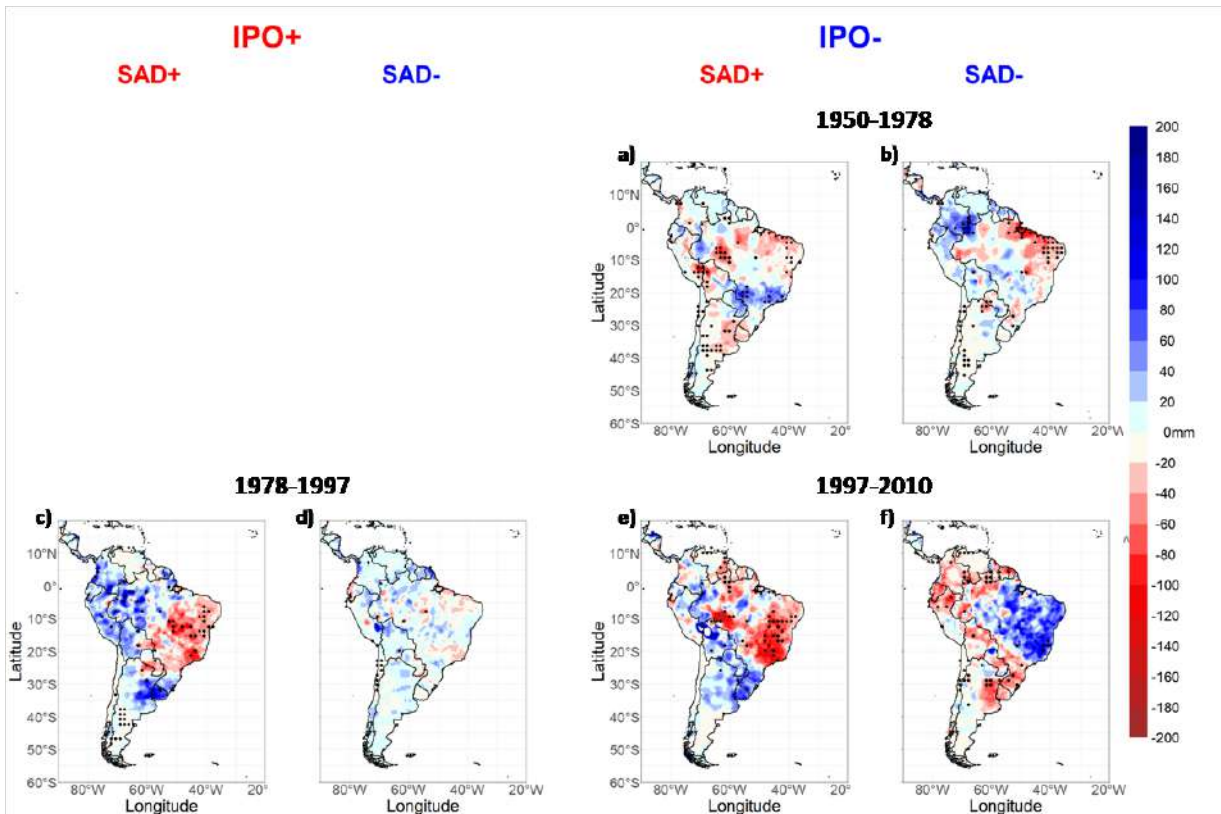 IPO+ IPO-
SAD+ SAD- SAD+ SAD-
1950-1978
a) b)
10°N
0°
10°S
20°S
30°S
40°S
50°S
60°S
Latitude
80°W 60°W 40°W 20°
Longitude
80°W 60°W 40°W 20°W
Longitude
200
180
160
140
120
100
80
60
40
20
0mm
-20
-40
-60
-80
-100
-120
-140
-160
-180
-200
1978-1997
c) d)
10°N
0°
10°S
20°S
30°S
40°S
50°S
60°S
Latitude
80°W 60°W 40°W 20°W
Longitude
80°W 60°W 40°W 20°W
Longitude
1997-2010
e) f)
10°N
0°
10°S
20°S
30°S
40°S
50°S
60°S
Latitude
80°W 60°W 40°W 20°W
Longitude
80°W 60°W 40°W 20°W
Longitude